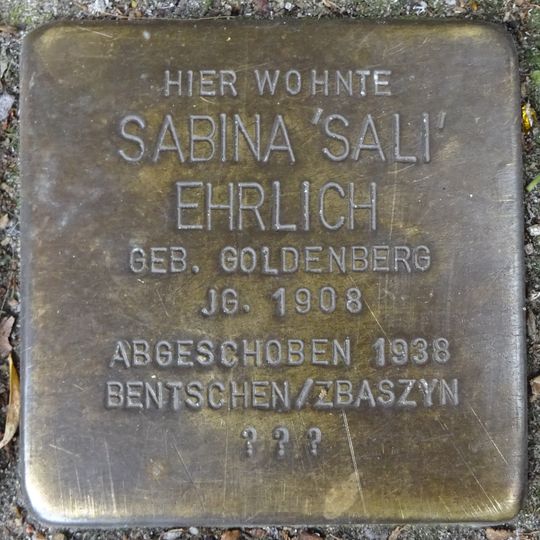 HIER WOHNTE
SABINA 'SALI'
EHRLICH
GEB. GOLDENBERG
JG. 1908
ABGESCHOBEN 1938
BENTSCHEN/ZBASZYN
???